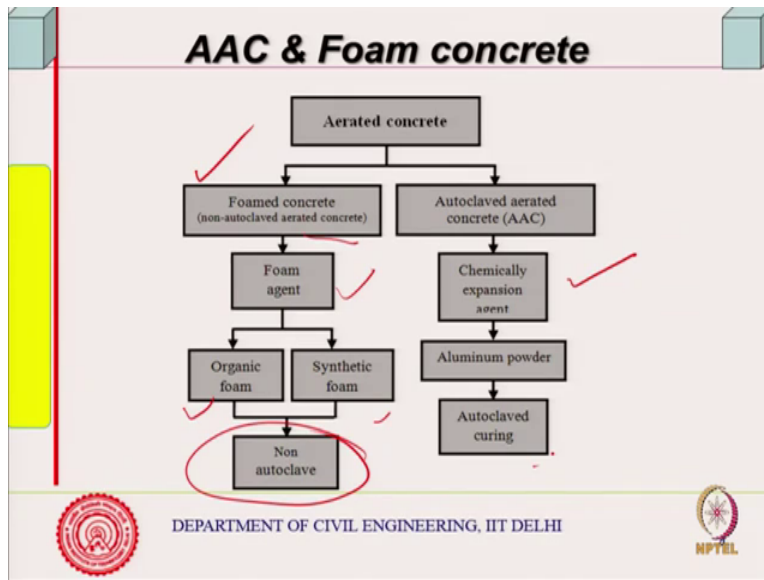 AAC & Foam concrete
Aerated concrete
Foamed concrete
(non-autoclaved aerated concrete)
Autoclaved aerated
concrete (AAC)
Foam
agent
Chemically
expansion
agent
Organic
foam
Synthetic
foam
Aluminum powder
Non
autoclave
Autoclaved
curing
DEPARTMENT OF CIVIL ENGINEERING, IIT DELHI
NPTEL